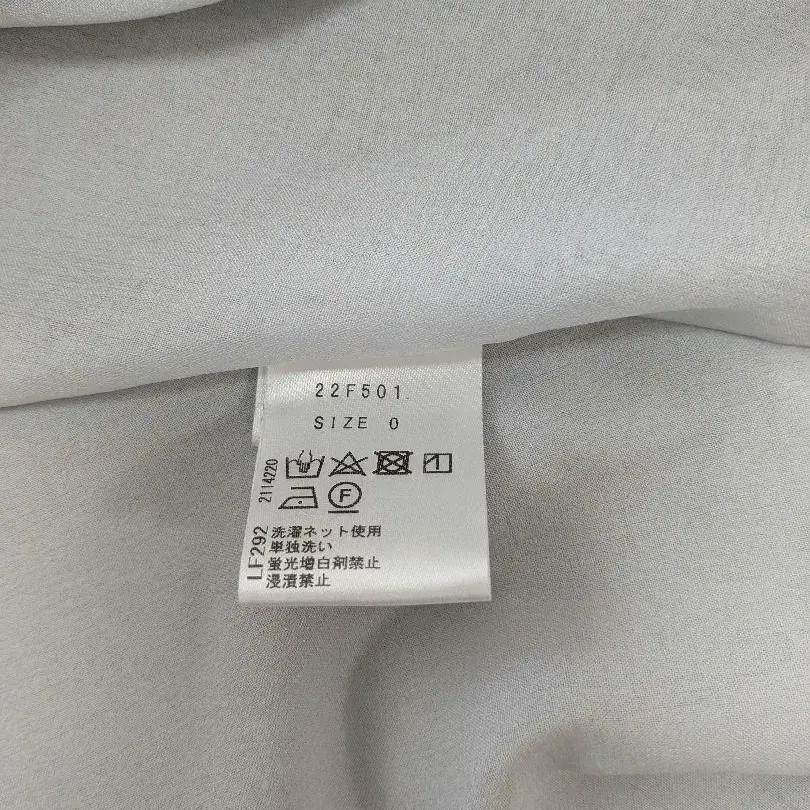 22F501
SIZE 0
2114220
F
LF292
洗濯ネット使用
単独洗い
蛍光増白剤禁止
浸漬禁止